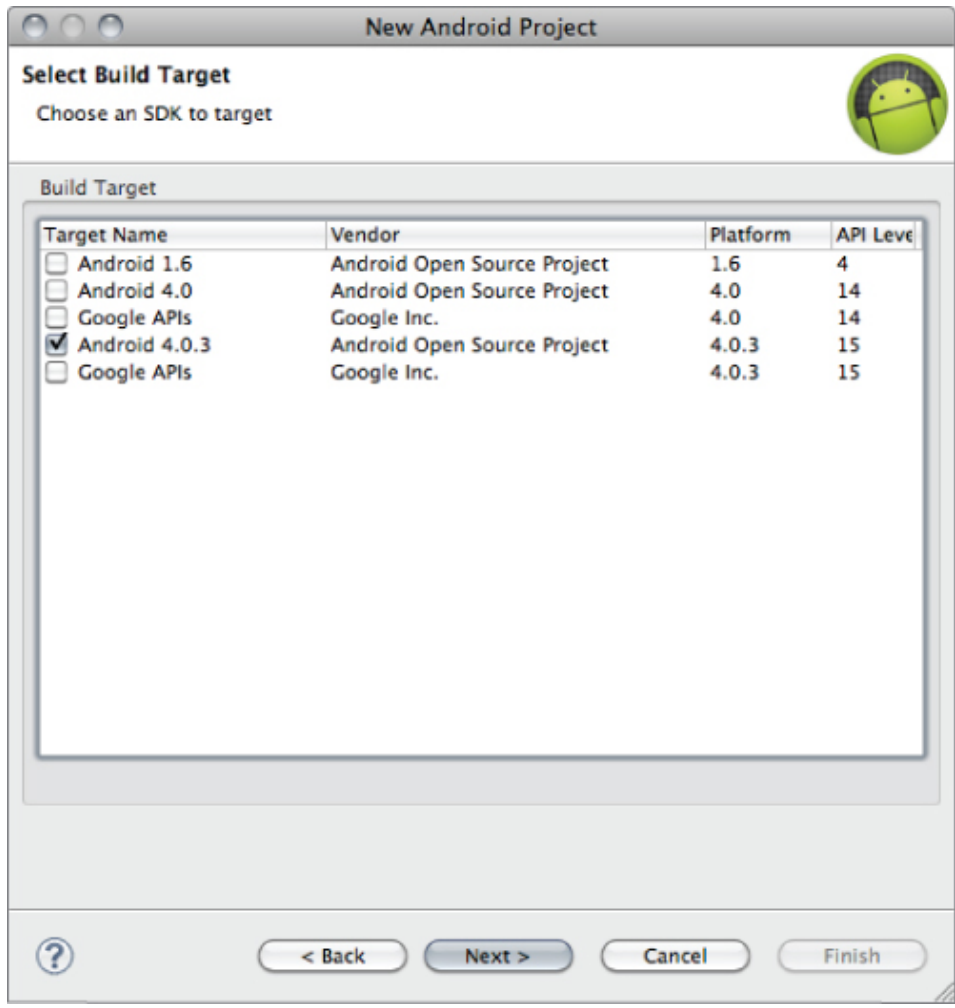 New Android Project
Select Build Target
Choose an SDK to target
Build Target
Target Name Vendor Platform API Leve
Android 1.6 Android Open Source Project 1.6 4
Android 4.0 Android Open Source Project 4.0 14
Google APIs Google Inc. 4.0 14
Android 4.0.3 Android Open Source Project 4.0.3 15
Google APIs Google Inc. 4.0.3 15
? < Back Next > Cancel Finish